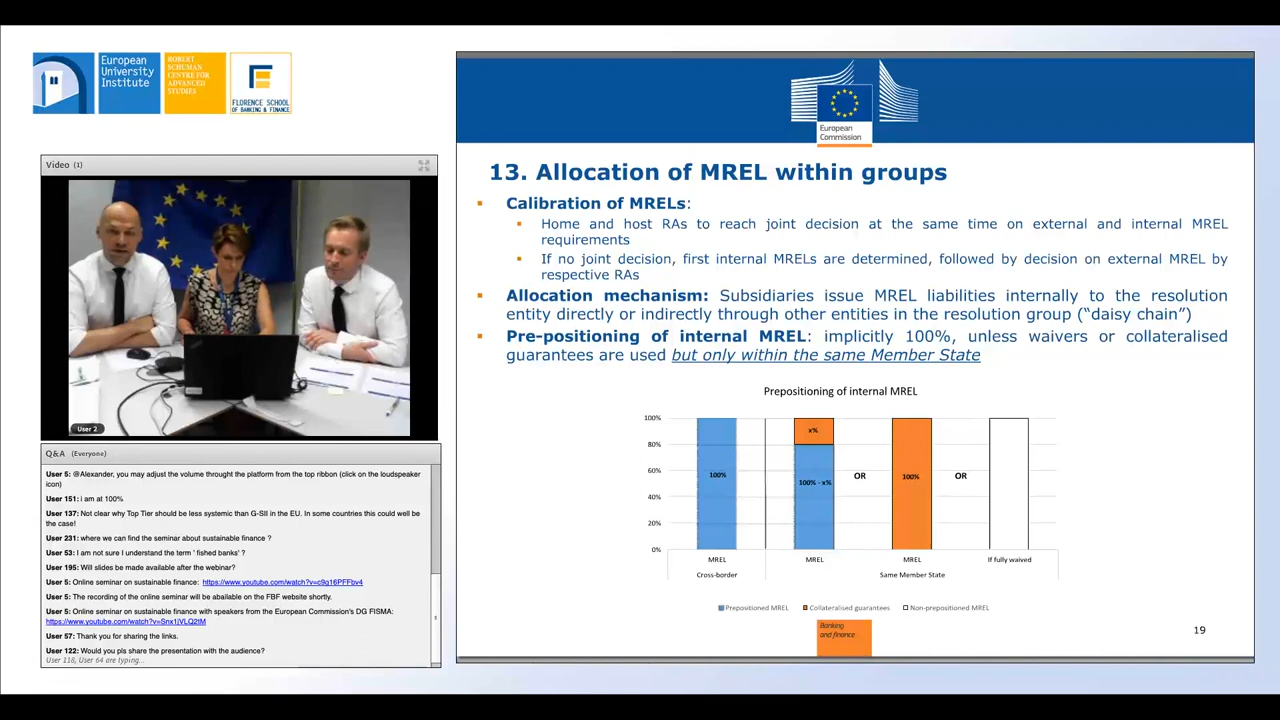 European
University
Institute
ROBERT
SCHUMAN
CENTRE FOR
ADVANCED
STUDIES
FLORENCE SCHOOL
OF BANKING & FINANCE
Video (1)
User 2
Q&A (Everyone)
User 5: @Alexander, you may adjust the volume throught the platform from the top ribbon (click on the loudspeaker
icon)
User 151: i am at 100%
User 137: Not clear why Top Tier should be less systemic than G-SII in the EU. In some countries this could well be
the case!
User 231: where we can find the seminar about sustainable finance ?
User 53: I am not sure I understand the term ' fished banks' ?
User 195: Will slides be made available after the webinar?
User 5: Online seminar on sustainable finance: https://www.youtube.com/watch?v=c9g16PFFbv4
User 5: The recording of the online seminar will be abailable on the FBF website shortly.
User 5: Online seminar on sustainable finance with speakers from the European Commission's DG FISMA:
https://www.youtube.com/watch?v=Snx1jVLQ2tM
User 57: Thank you for sharing the links.
User 122: Would you pls share the presentation with the audience?
User 118, User 64 are typing...
European
Commission
13. Allocation of MREL within groups
Calibration of MRELs:
Home and host RAs to reach joint decision at the same time on external and internal MREL
requirements
If no joint decision, first internal MRELs are determined, followed by decision on external MREL by
respective RAs
Allocation mechanism: Subsidiaries issue MREL liabilities internally to the resolution
entity directly or indirectly through other entities in the resolution group (“daisy chain”)
Pre-positioning of internal MREL: implicitly 100%, unless waivers or collateralised
guarantees are used but only within the same Member State
Prepositioning of internal MREL
100%
80%
60%
40%
20%
0%
100%
x%
100% - x%
OR
100%
OR
MREL
MREL
MREL
If fully waived
Cross-border
Same Member State
Prepositioned MREL
Collateralised guarantees
Non-prepositioned MREL
Banking
and finance
19